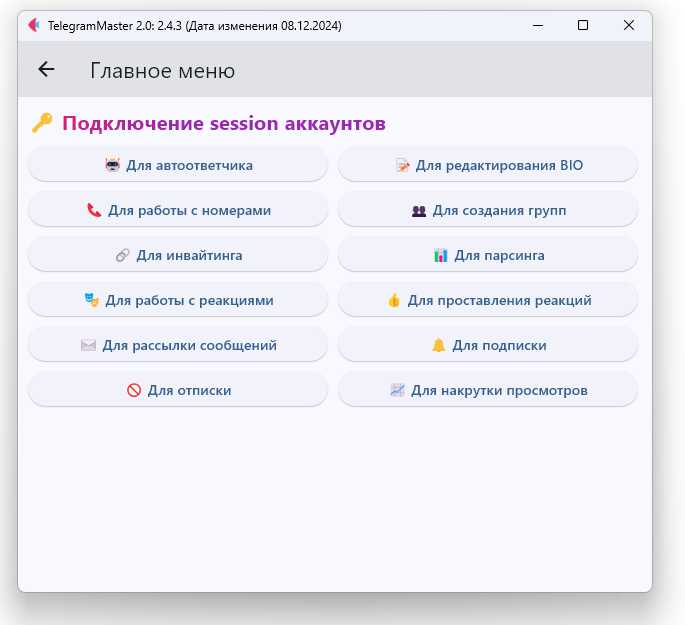 TelegramMaster 2.0: 2.4.3 (Дата изменения 08.12.2024)
Главное меню
Подключение session аккаунтов
Для автоответчика
Для редактирования BIO
Для работы с номерами
Для создания групп
Для инвайтинга
Для парсинга
Для работы с реакциями
Для проставления реакций
Для рассылки сообщений
Для подписки
Для отписки
Для накрутки просмотров